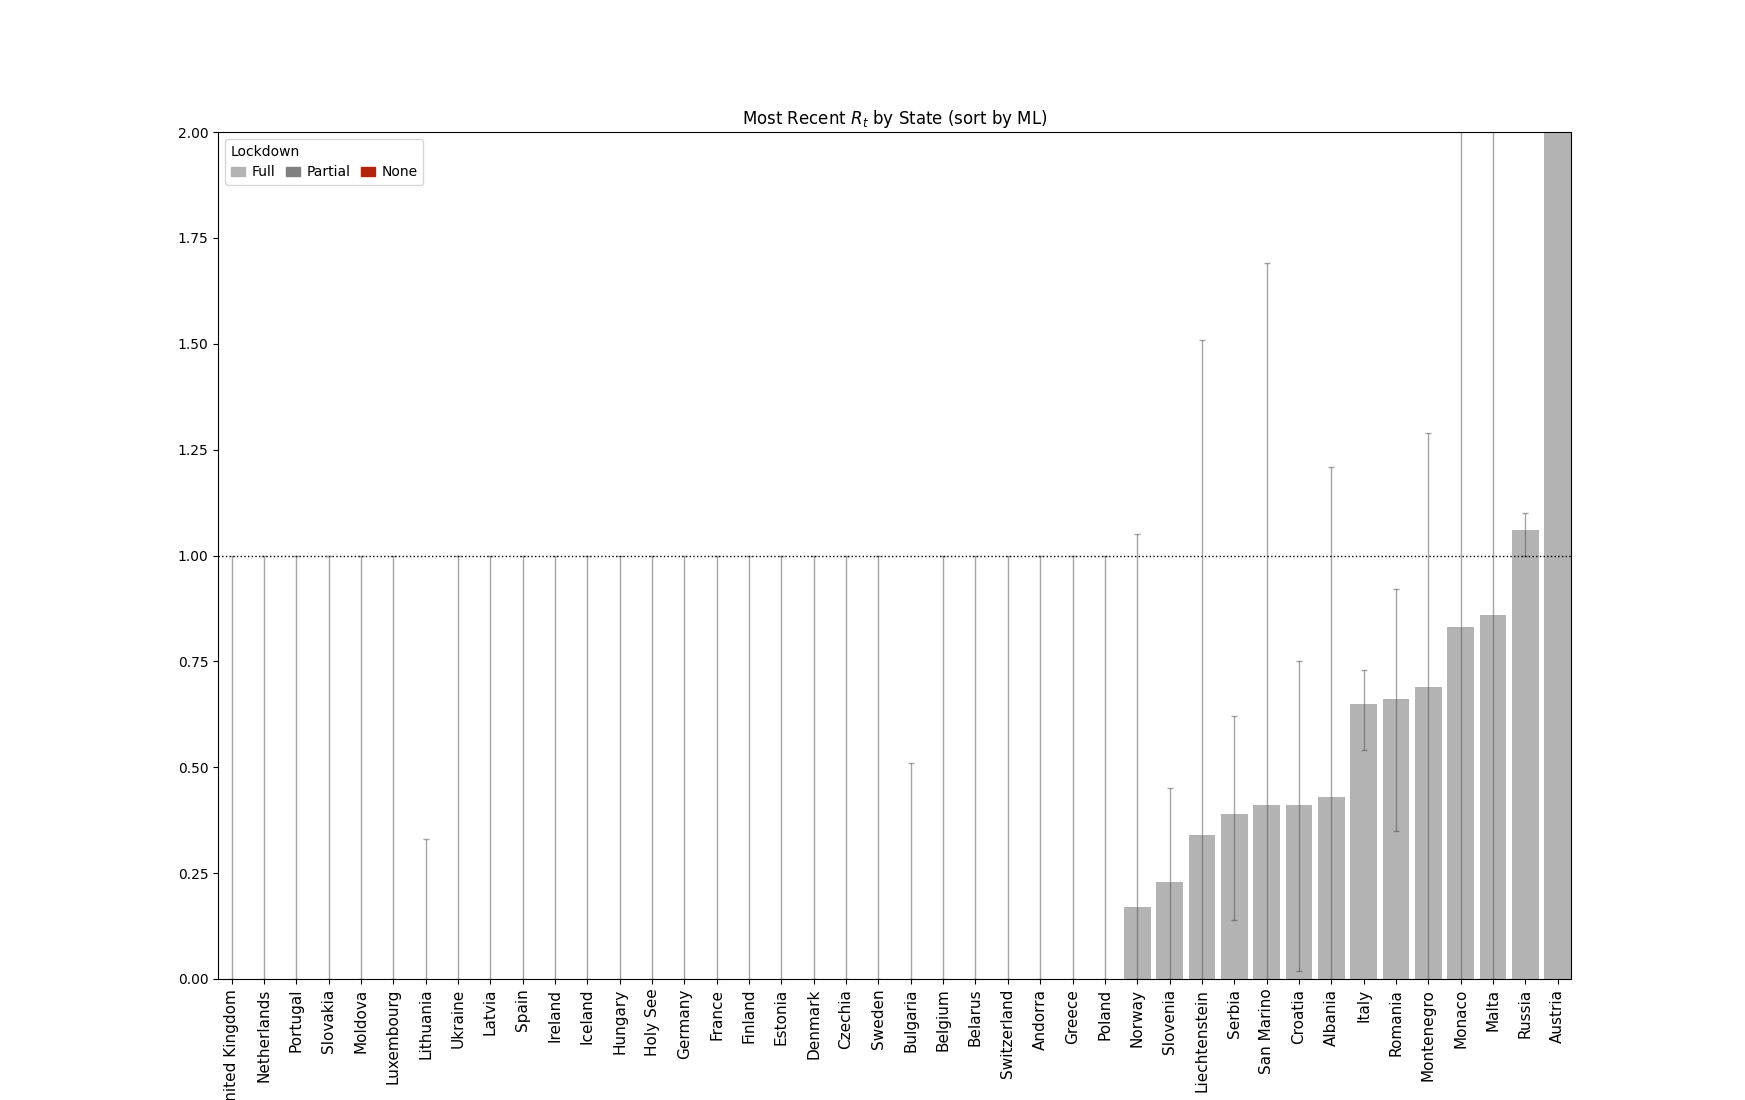 Most Recent Rt by State (sort by ML)
2.00
Lockdown
Full Partial None
1.75
1.50
1.25
1.00
0.75
0.50
0.25
0.00
nited Kingdom
Netherlands
Portugal
Slovakia
Moldova
Luxembourg
Lithuania
Ukraine
Latvia
Spain
Ireland
Iceland
Hungary
Holy See
Germany
France
Finland
Estonia
Denmark
Czechia
Sweden
Bulgaria
Belgium
Belarus
Switzerland
Andorra
Greece
Poland
Norway
Slovenia
Liechtenstein
Serbia
San Marino
Croatia
Albania
Italy
Romania
Montenegro
Monaco
Malta
Russia
Austria